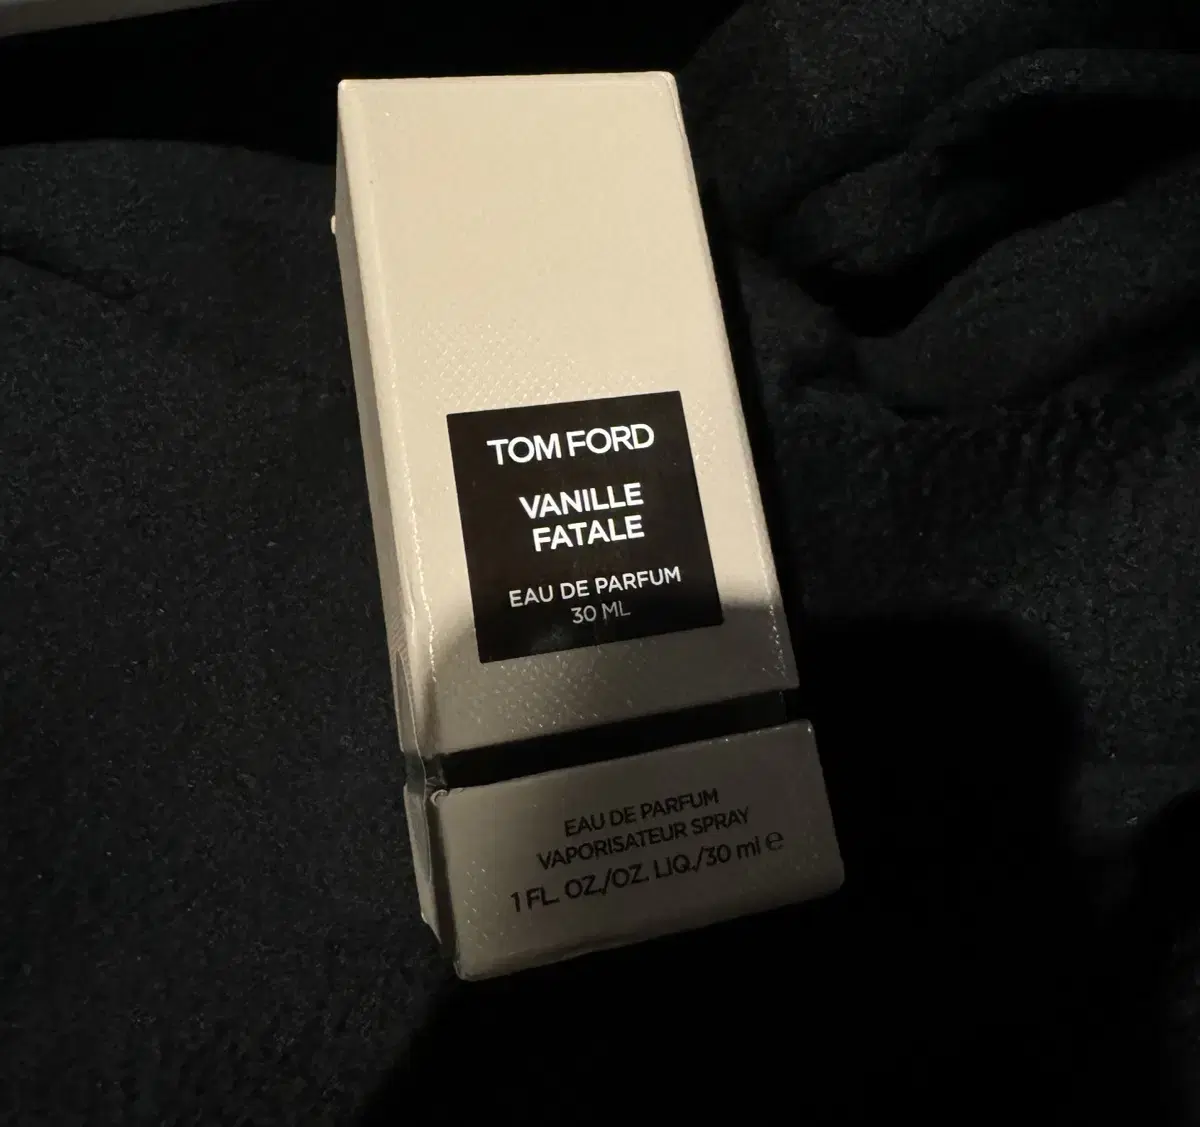 TOM FORD
VANILLE
FATALE
EAU DE PARFUM
30 ML
EAU DE PARFUM
VAPORISATEUR SPRAY
1 FL. OZ./OZ. LIQ./30 ml ℮